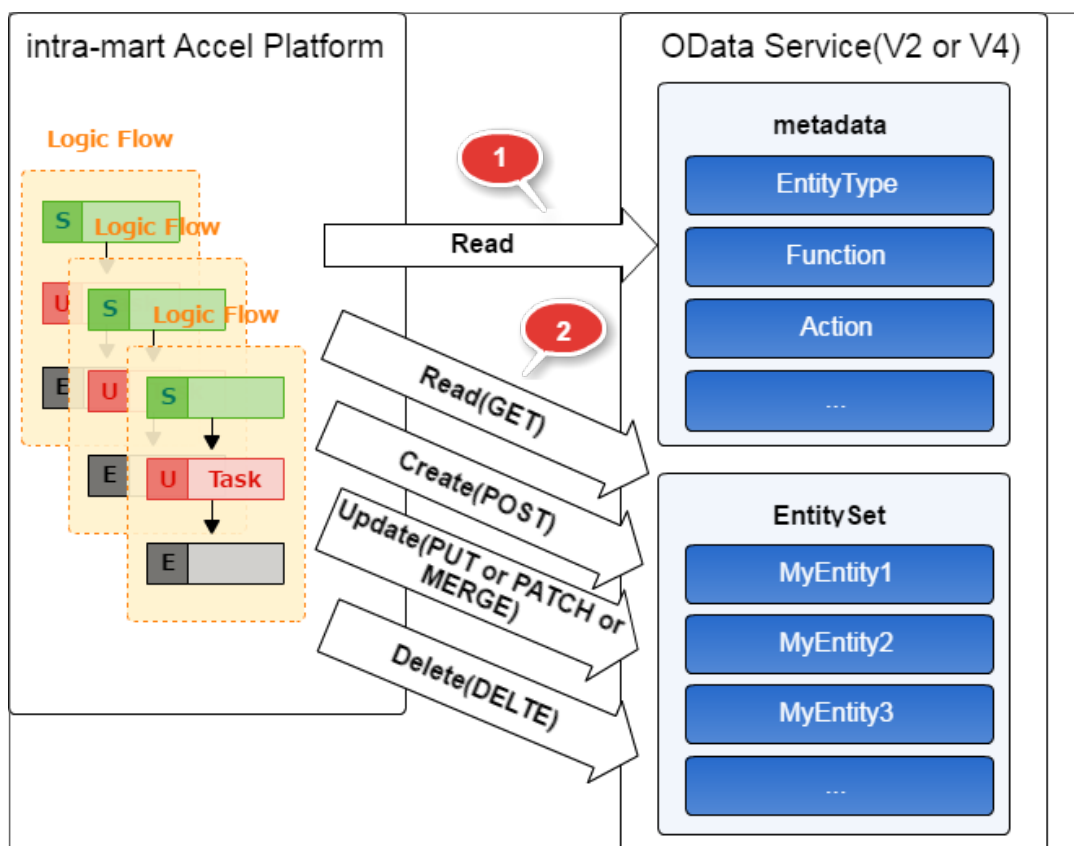 intra-mart Accel Platform
Logic Flow
S
Logic Flow
U
S
Logic Flow
E
U
S
E
U Task
E
1
Read
2
Read(GET)
Create(POST)
Update(PUT or PATCH or
MERGE)
Delete(DELTE)
OData Service(V2 or V4)
metadata
EntityType
Function
Action
...
EntitySet
MyEntity1
MyEntity2
MyEntity3
...